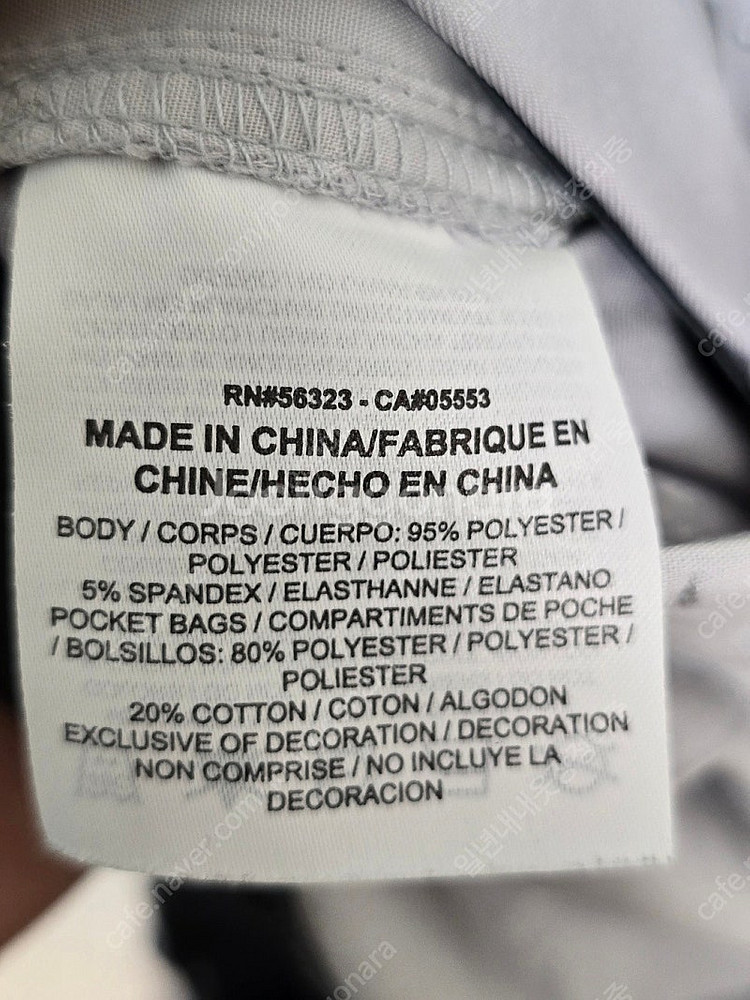 RN#56323 - CA#05553
MADE IN CHINA/FABRIQUE EN
CHINE/HECHO EN CHINA
BODY / CORPS / CUERPO: 95% POLYESTER /
POLYESTER / POLIESTER
5% SPANDEX / ELASTHANNE / ELASTANO
POCKET BAGS / COMPARTIMENTS DE POCHE
/ BOLSILLOS: 80% POLYESTER / POLYESTER /
POLIESTER
20% COTTON / COTON / ALGODON
EXCLUSIVE OF DECORATION / DECORATION
NON COMPRISE / NO INCLUYE LA
DECORACION